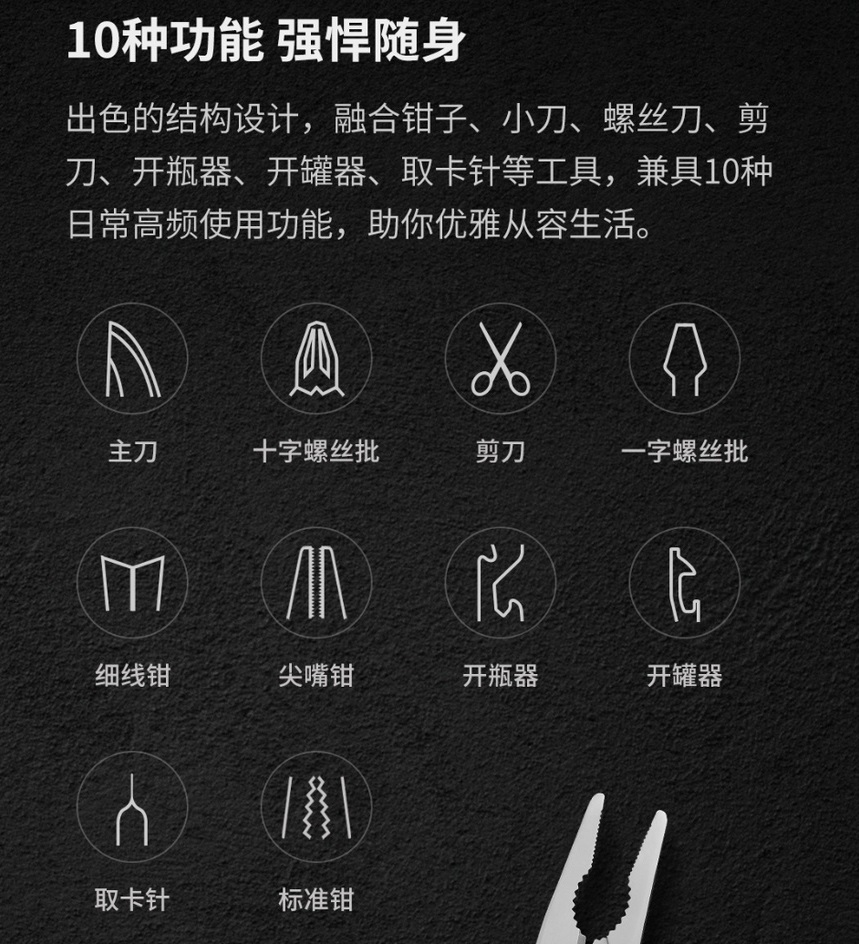 10种功能 强悍随身
出色的结构设计，融合钳子、小刀、螺丝刀、剪
刀、开瓶器、开罐器、取卡针等工具，兼具10种
日常高频使用功能，助你优雅从容生活。
主刀 十字螺丝批 剪刀 一字螺丝批
细线钳 尖嘴钳 开瓶器 开罐器
取卡针 标准钳